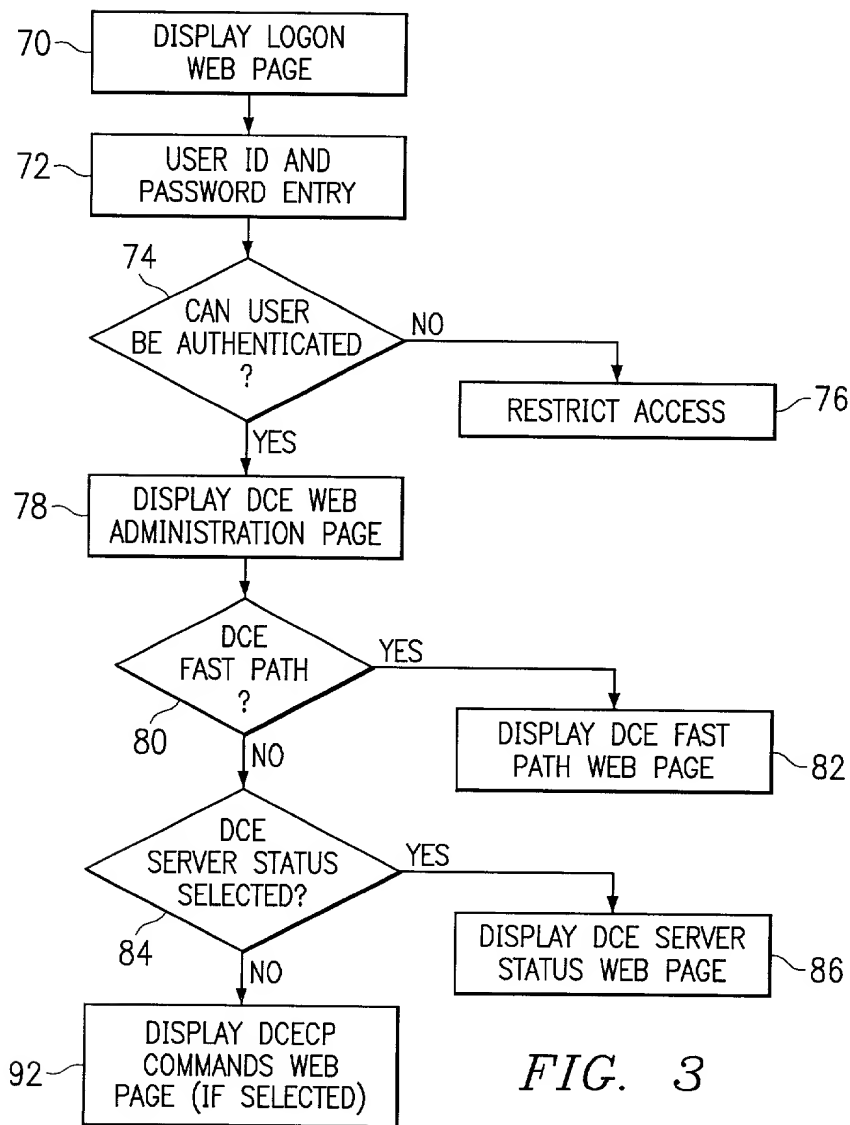 70
DISPLAY LOGON
WEB PAGE
72
USER ID AND
PASSWORD ENTRY
74
CAN USER
BE AUTHENTICATED
?
NO
RESTRICT ACCESS
76
YES
78
DISPLAY DCE WEB
ADMINISTRATION PAGE
DCE
FAST PATH
?
YES
80
DISPLAY DCE FAST
PATH WEB PAGE
82
NO
DCE
SERVER STATUS
SELECTED?
YES
84
DISPLAY DCE SERVER
STATUS WEB PAGE
86
NO
92
DISPLAY DCECP
COMMANDS WEB
PAGE (IF SELECTED)
FIG. 3